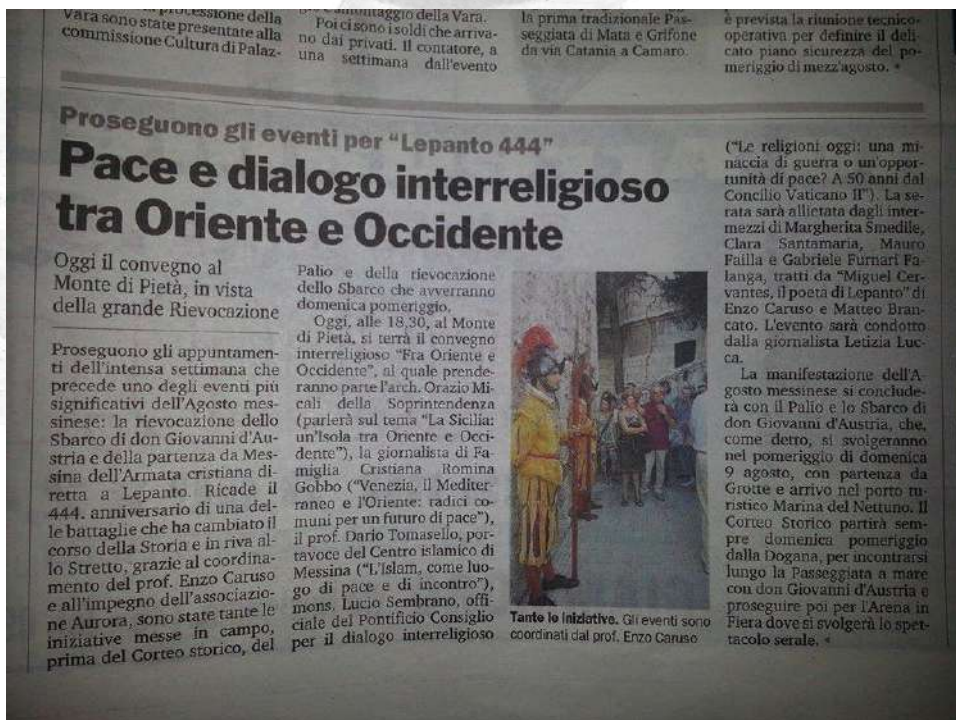 processione della
Vara sono state presentate alla
commissione Cultura di Palaz-
montaggio della Vara.
Poi ci sono i soldi che arriva-
no dai privati. Il contatore, a
una settimana dall'evento
la prima tradizionale Pas-
seggiata di Mata e Grifone
da via Catania a Camaro.
è prevista la riunione tecnico-
operativa per definire il deli-
cato piano sicurezza del po-
meriggio di mezz'agosto. *
Proseguono gli eventi per "Lepanto 444"
Pace e dialogo interreligioso
tra Oriente e Occidente
Oggi il convegno al
Monte di Pietà, in vista
della grande Rievocazione
Proseguono gli appuntamen-
ti dell'intensa settimana che
precede uno degli eventi più
significativi dell'Agosto mes-
sinese: la rievocazione dello
Sbarco di don Giovanni d'Au-
stria e della partenza da Mes-
sina dell'Armata cristiana di-
retta a Lepanto. Ricade il
444. anniversario di una del-
le battaglie che ha cambiato il
corso della Storia e in riva al-
lo Stretto, grazie al coordina-
mento del prof. Enzo Caruso
e all'impegno dell'associazio-
ne Aurora, sono state tante le
iniziative messe in campo,
prima del Corteo storico, del
Palio e della rievocazione
dello Sbarco che avverranno
domenica pomeriggio.
Oggi, alle 18,30, al Monte
di Pietà, si terrà il convegno
interreligioso "Fra Oriente e
Occidente", al quale prende-
ranno parte l'arch. Orazio Mi-
cali della Soprintendenza
(parlerà sul tema "La Sicilia:
un'Isola tra Oriente e Occi-
dente"), la giornalista di Fa-
miglia Cristiana Romina
Gobbo ("Venezia, il Mediter-
raneo e l'Oriente: radici co-
muni per un futuro di pace"),
il prof. Dario Tomasello, por-
tavoce del Centro islamico di
Messina ("L'Islam, come luo-
go di pace e di incontro"),
mons. Lucio Sembrano, offi-
ciale del Pontificio Consiglio
per il dialogo interreligioso
Tante le iniziative. Gli eventi sono
coordinati dal prof. Enzo Caruso
("Le religioni oggi: una mi-
naccia di guerra o un'oppor-
tunità di pace? A 50 anni dal
Concilio Vaticano II"). La se-
rata sarà allietata dagli inter-
mezzi di Margherita Smedile,
Clara Santamaria, Mauro
Failla e Gabriele Furnari Fa-
langa, tratti da "Miguel Cer-
vantes, il poeta di Lepanto" di
Enzo Caruso e Matteo Bran-
cato. L'evento sarà condotto
dalla giornalista Letizia Luc-
ca.
La manifestazione dell'A-
gosto messinese si conclude-
rà con il Palio e lo Sbarco di
don Giovanni d'Austria, che,
come detto, si svolgeranno
nel pomeriggio di domenica
9 agosto, con partenza da
Grotte e arrivo nel porto tu-
ristico Marina del Nettuno. Il
Corteo Storico partirà sem-
pre domenica pomeriggio
dalla Dogana, per incontrarsi
lungo la Passeggiata a mare
con don Giovanni d'Austria e
proseguire poi per l'Arena in
Fiera dove si svolgerà lo spet-
tacolo serale. *